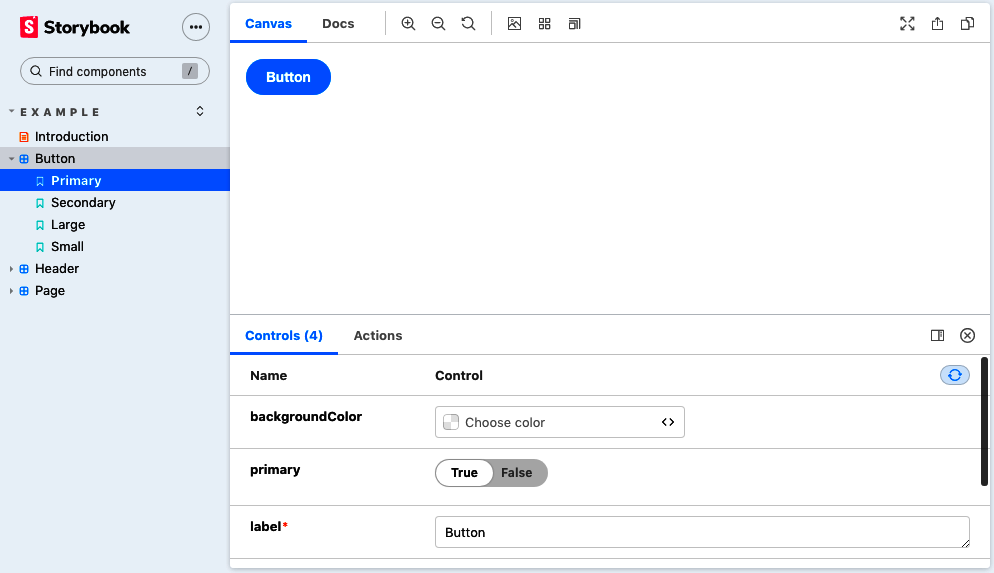 Storybook
Find components /
EXAMPLE
Introduction
Button
Primary
Secondary
Large
Small
Header
Page
Canvas Docs
Button
Controls (4) Actions
Name Control
backgroundColor Choose color
primary True False
label* Button